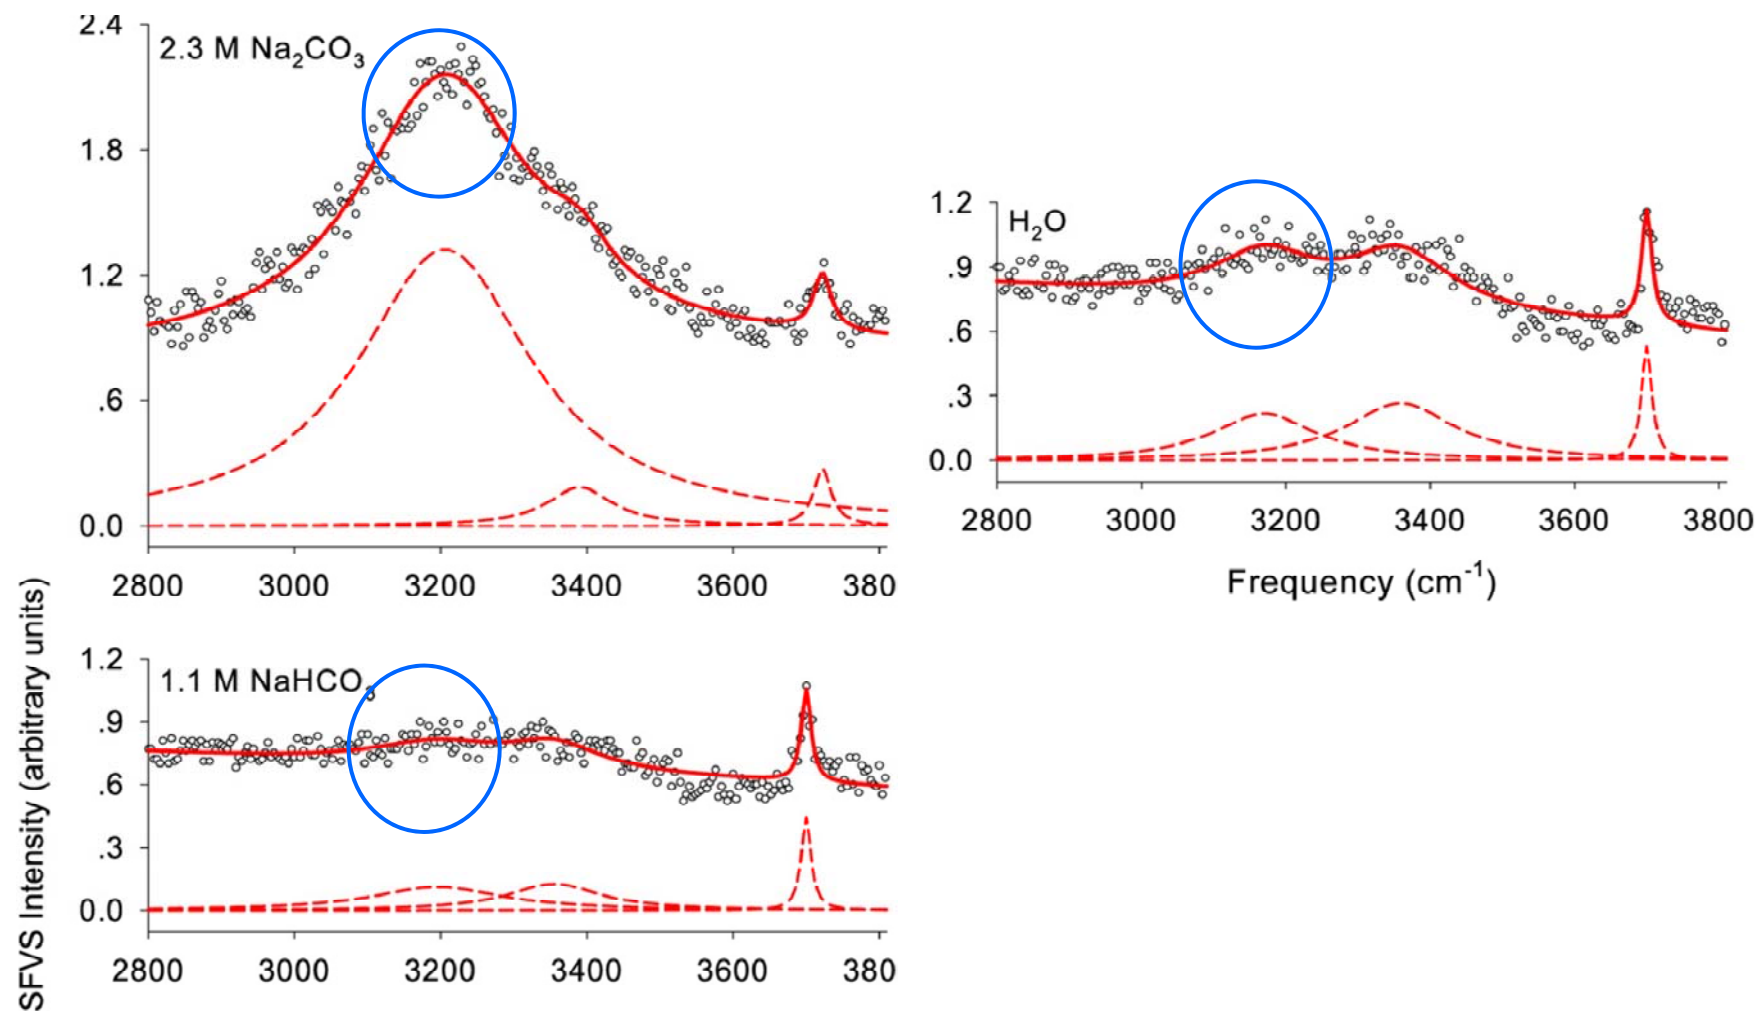 2.4
2.3 M Na₂CO₃
1.8
1.2
.6
0.0
2800 3000 3200 3400 3600 380
1.2
H₂O
.9
.6
.3
0.0
2800 3000 3200 3400 3600 3800
Frequency (cm⁻¹)
SFVS Intensity (arbitrary units)
1.2
1.1 M NaHCO₃
.9
.6
.3
0.0
2800 3000 3200 3400 3600 380